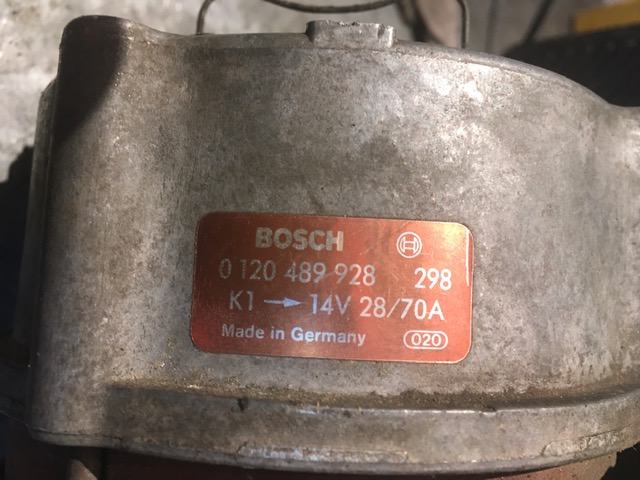 BOSCH
0 120 489 928 298
K1 → 14V 28/70A
Made in Germany 020